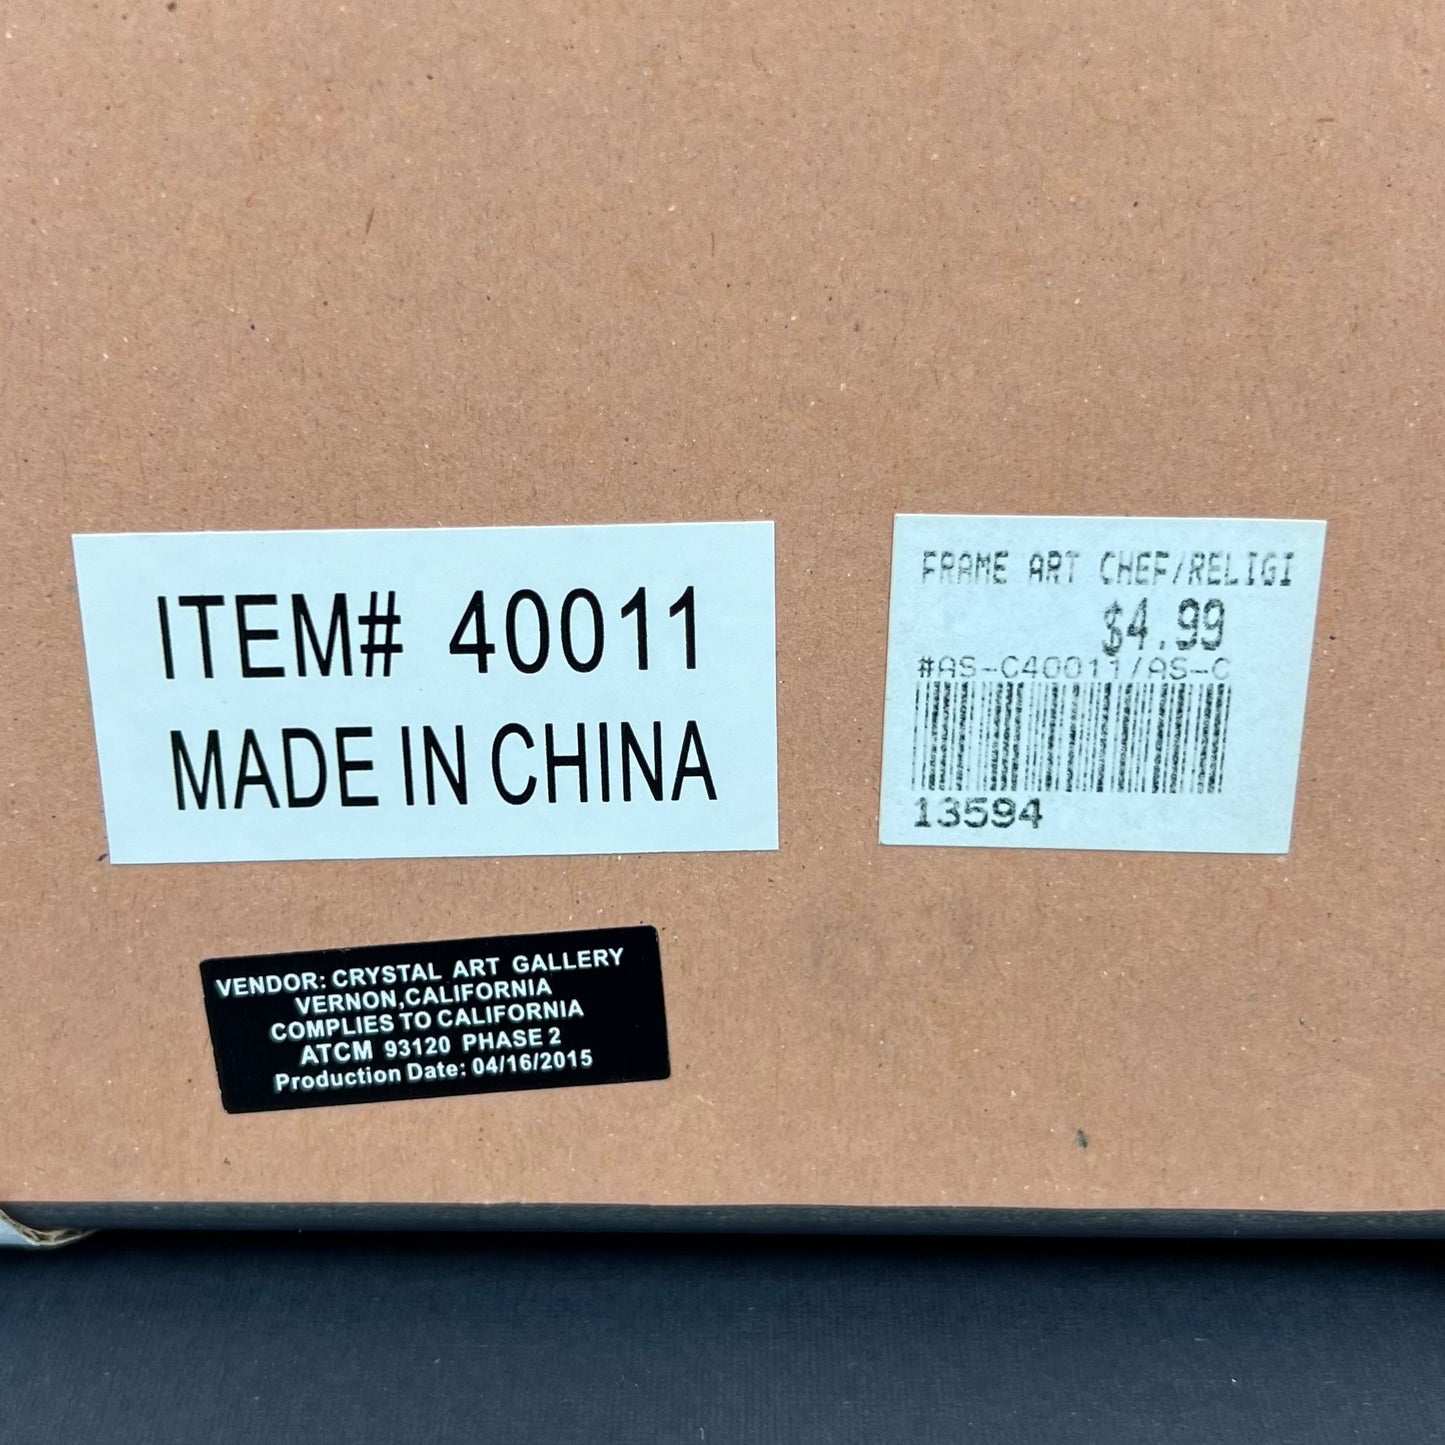 ITEM# 40011
MADE IN CHINA
FRAME ART CHEF/RELIGI
$4.99
#AS-C40011/AS-C
13594
VENDOR: CRYSTAL ART GALLERY
VERNON,CALIFORNIA
COMPLIES TO CALIFORNIA
ATCM 93120 PHASE 2
Production Date: 04/16/2015